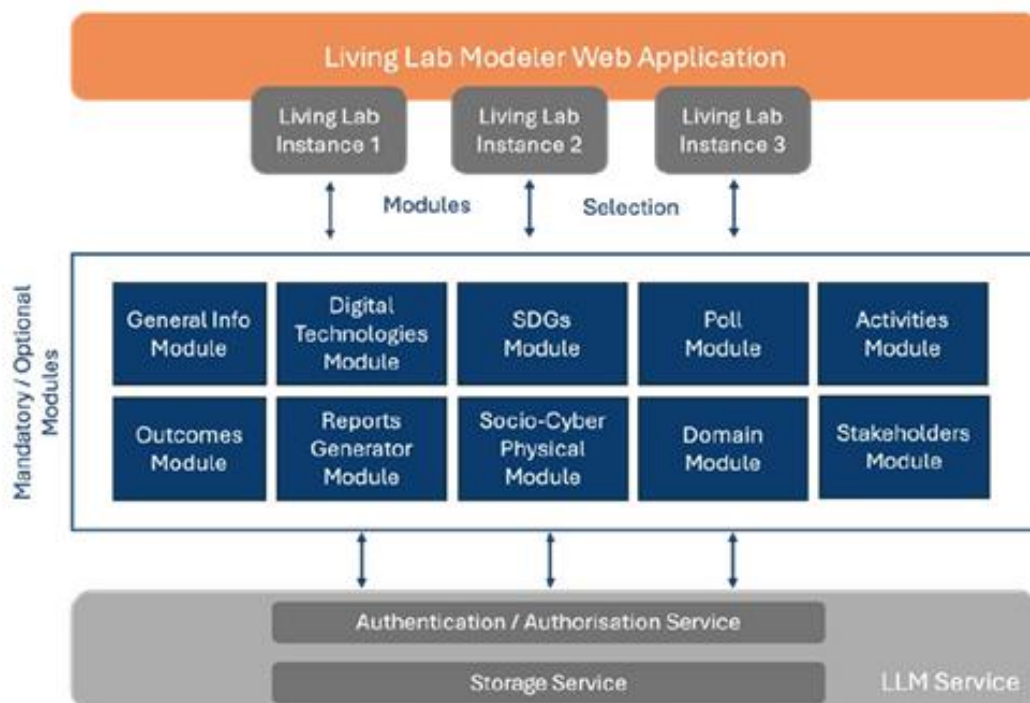 Living Lab Modeler Web Application
Living Lab
Instance 1
Living Lab
Instance 2
Living Lab
Instance 3
Modules
Selection
Mandatory / Optional
Modules
General Info
Module
Digital
Technologies
Module
SDGs
Module
Poll
Module
Activities
Module
Outcomes
Module
Reports
Generator
Module
Socio-Cyber
Physical
Module
Domain
Module
Stakeholders
Module
Authentication / Authorisation Service
Storage Service
LLM Service